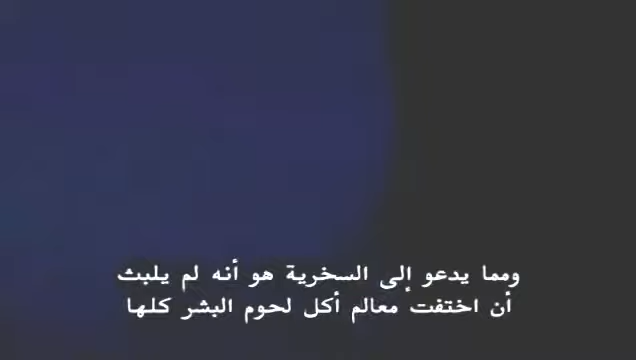 ومما يدعو إلى السخرية هو أنه لم يلبث
أن اختفت معالم أكل لحوم البشر كلها